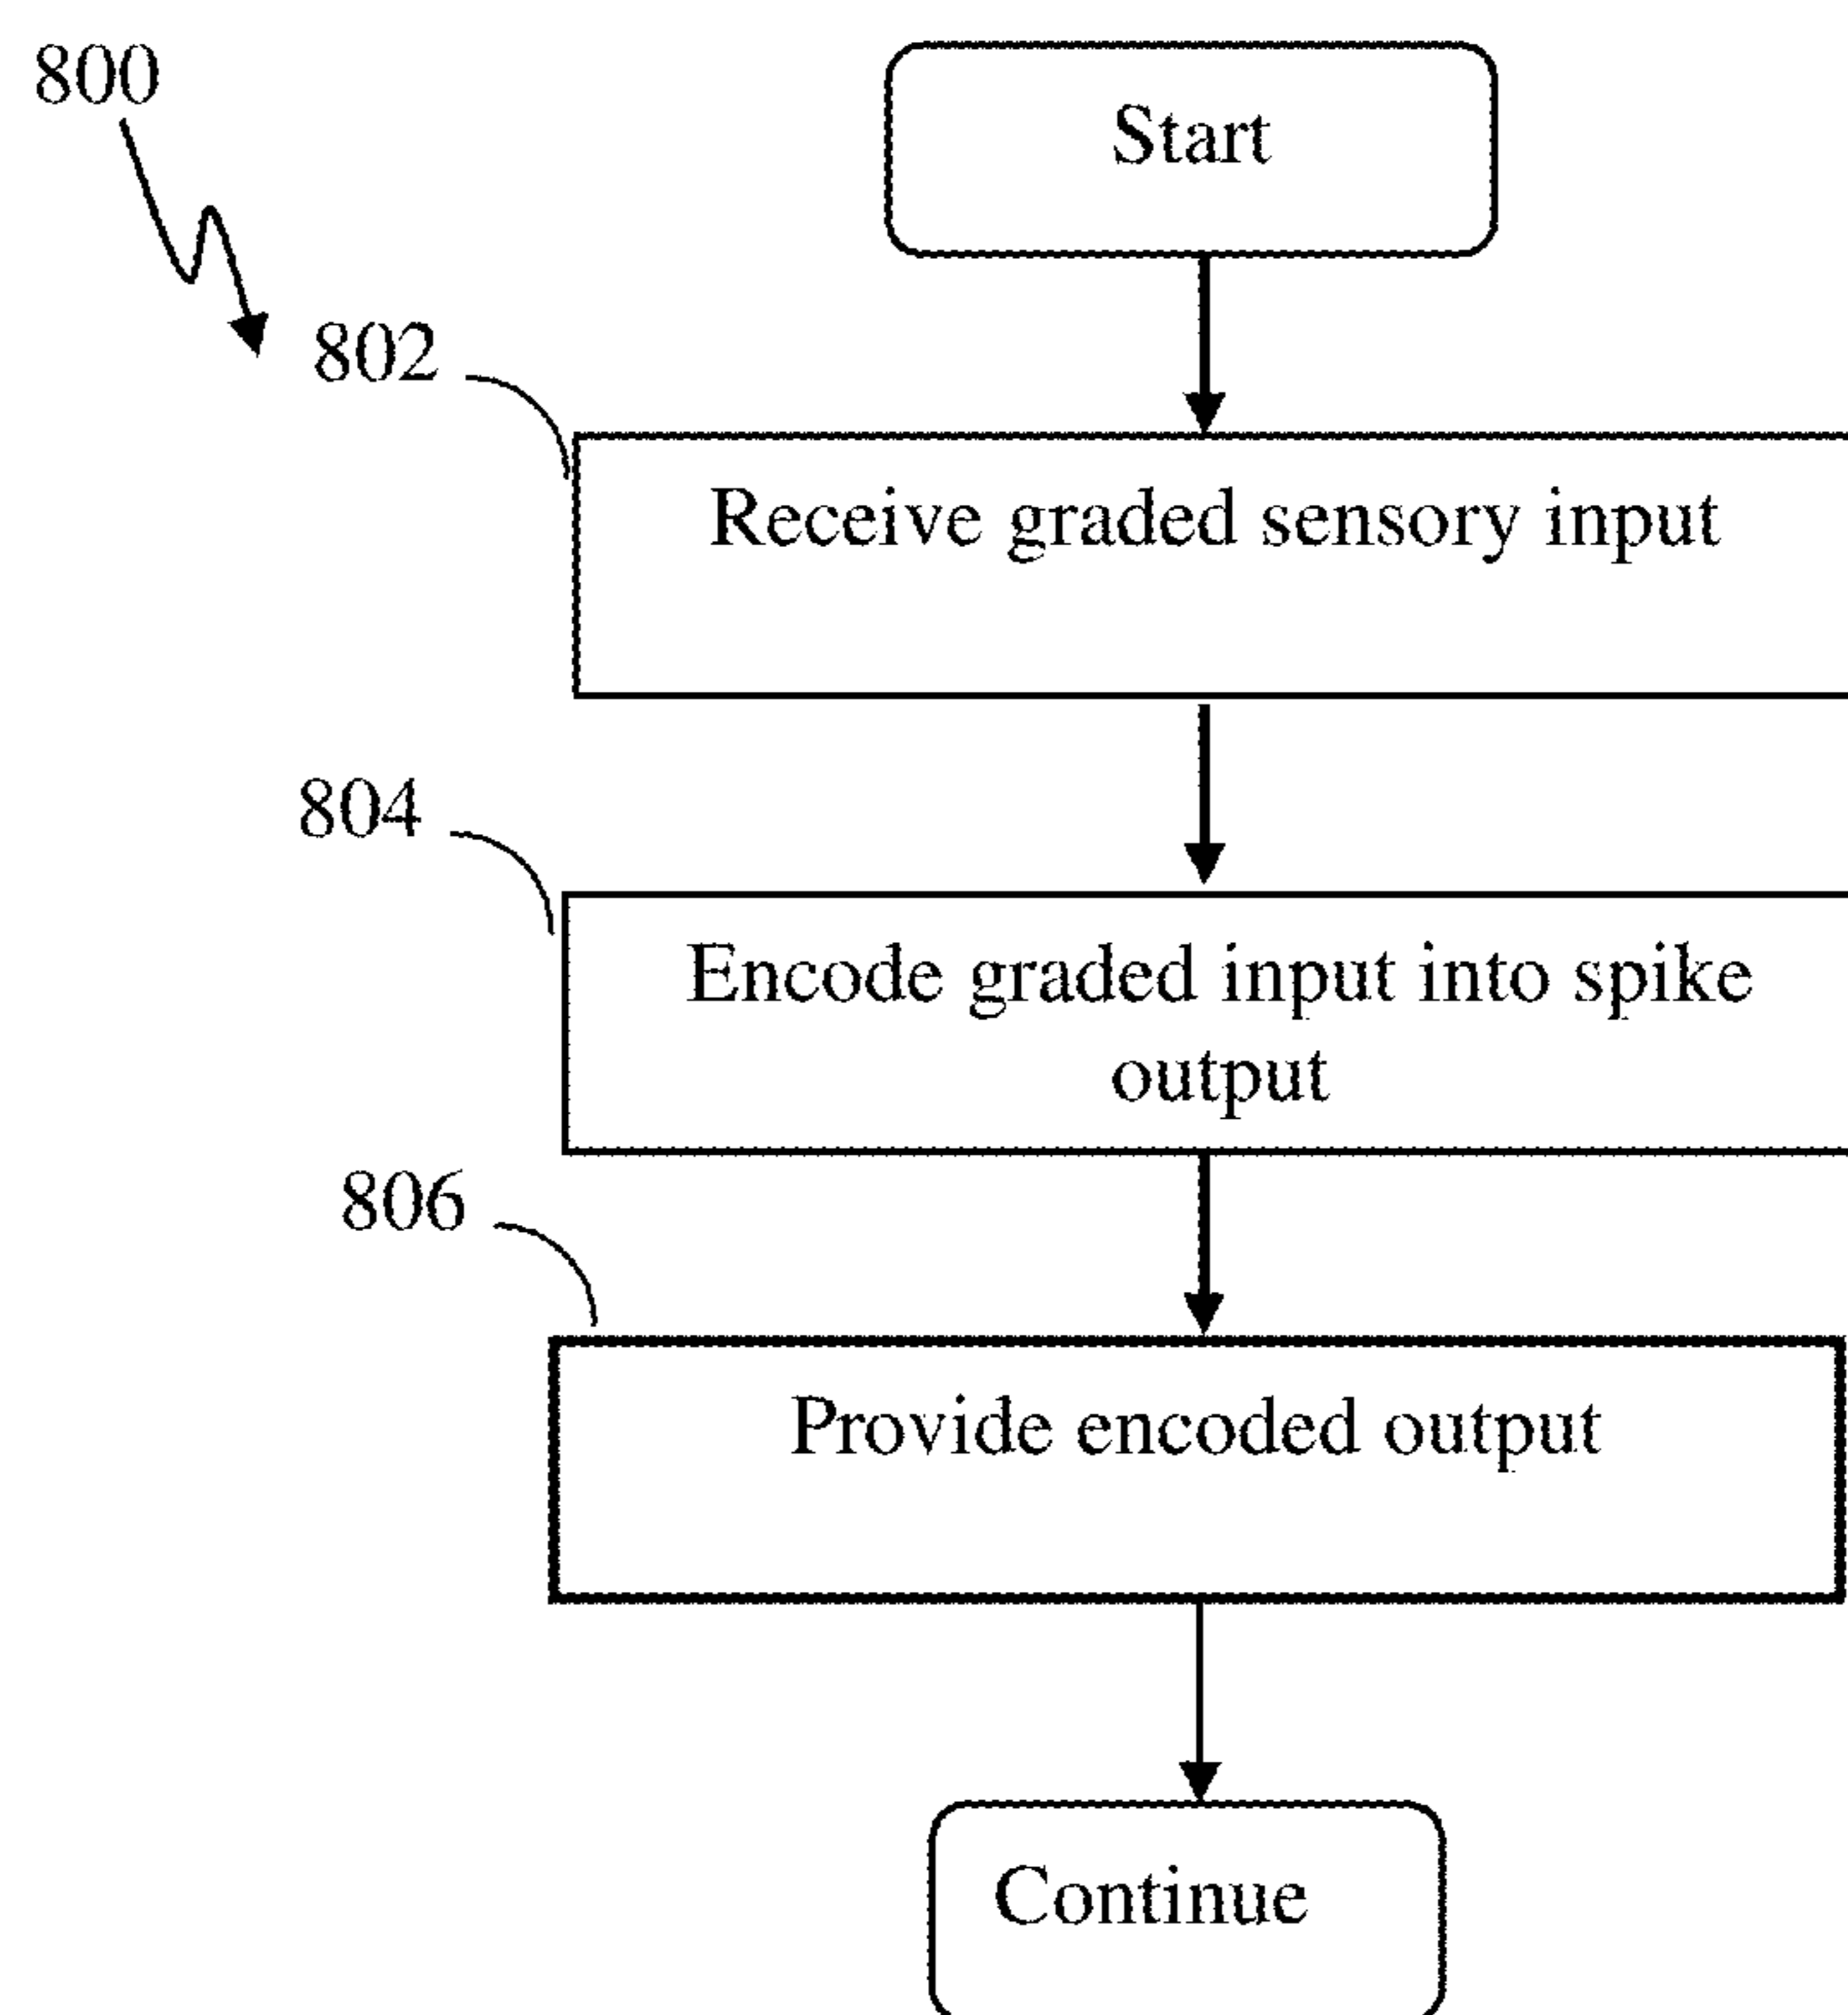 800
Start
802
Receive graded sensory input
804
Encode graded input into spike
output
806
Provide encoded output
Continue